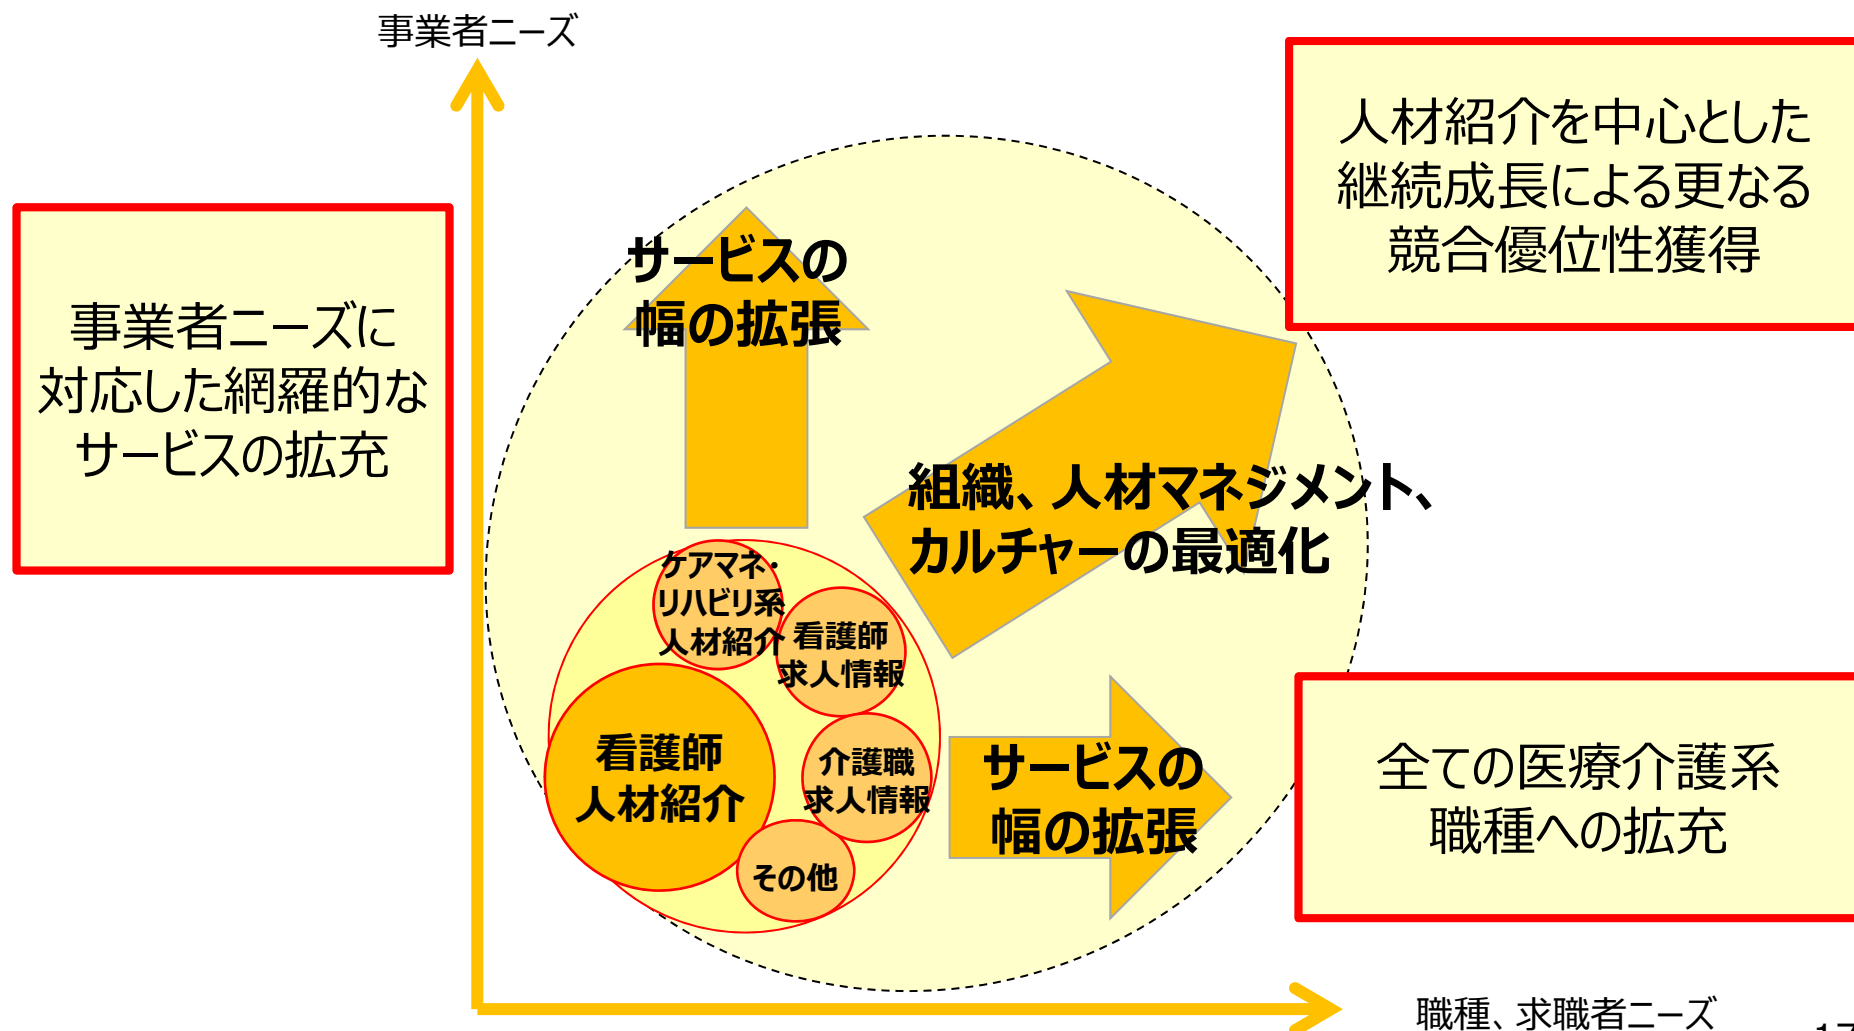 事業者ニーズ
人材紹介を中心とした
継続成長による更なる
競合優位性獲得
事業者ニーズに
対応した網羅的な
サービスの拡充
サービスの
幅の拡張
組織、人材マネジメント、
カルチャーの最適化
ケアマネ・
リハビリ系
人材紹介
看護師
求人情報
看護師
人材紹介
介護職
求人情報
その他
サービスの
幅の拡張
全ての医療介護系
職種への拡充
職種、求職者ニーズ